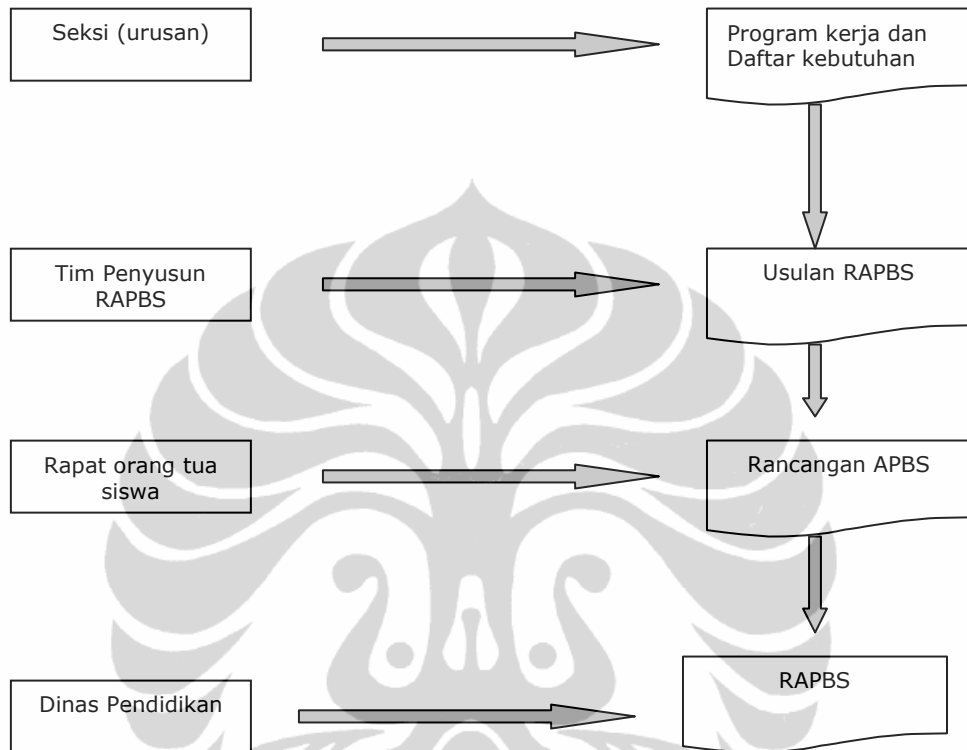 Seksi (urusan)
Program kerja dan
Daftar kebutuhan
Tim Penyusun
RAPBS
Usulan RAPBS
Rapat orang tua
siswa
Rancangan APBS
Dinas Pendidikan
RAPBS